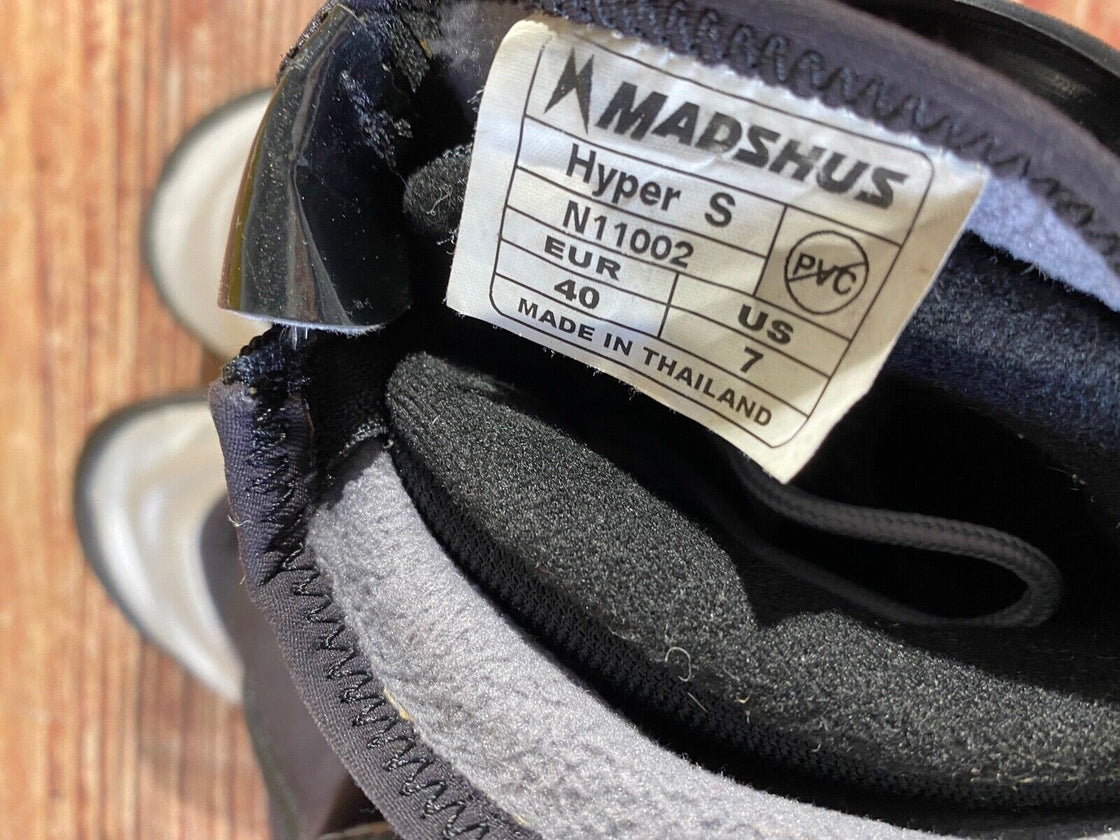 MADSHUS
Hyper S
N11002
PVC
EUR
US
40
7
MADE IN THAILAND